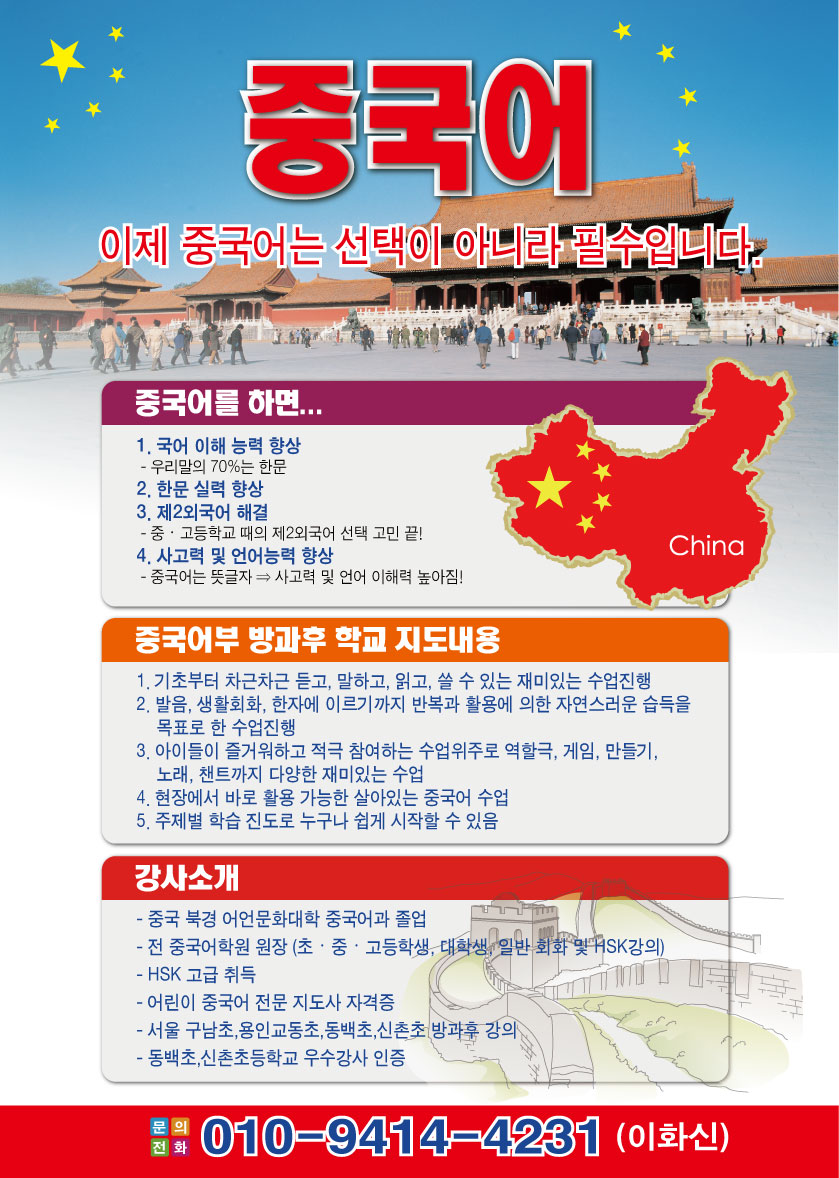 중국어
이제 중국어는 선택이 아니라 필수입니다.
중국어를 하면...
1. 국어 이해 능력 향상
- 우리말의 70%는 한문
2. 한문 실력 향상
3. 제2외국어 해결
- 중 · 고등학교 때의 제2외국어 선택 고민 끝!
4. 사고력 및 언어능력 향상
- 중국어는 뜻글자 ⇒ 사고력 및 언어 이해력 높아짐!
China
중국어부 방과후 학교 지도내용
1. 기초부터 차근차근 듣고, 말하고, 읽고, 쓸 수 있는 재미있는 수업진행
2. 발음, 생활회화, 한자에 이르기까지 반복과 활용에 의한 자연스러운 습득을
목표로 한 수업진행
3. 아이들이 즐거워하고 적극 참여하는 수업위주로 역할극, 게임, 만들기,
노래, 챈트까지 다양한 재미있는 수업
4. 현장에서 바로 활용 가능한 살아있는 중국어 수업
5. 주제별 학습 진도로 누구나 쉽게 시작할 수 있음
강사소개
- 중국 북경 어언문화대학 중국어과 졸업
- 전 중국어학원 원장 (초 · 중 · 고등학생, 대학생, 일반 회화 및 HSK강의)
- HSK 고급 취득
- 어린이 중국어 전문 지도사 자격증
- 서울 구남초,용인교동초,동백초,신촌초 방과후 강의
- 동백초,신촌초등학교 우수강사 인증
문의
전화
010-9414-4231 (이화신)